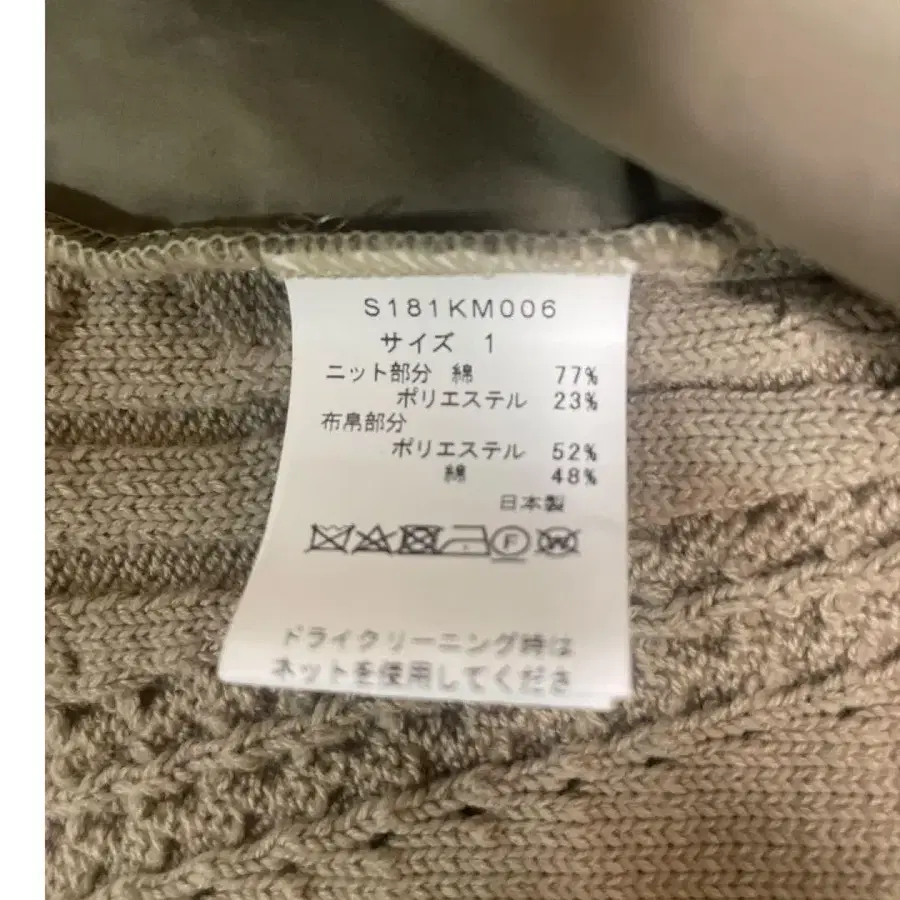 S181KM006
サイズ 1
ニット部分 綿 77%
ポリエステル 23%
布帛部分
ポリエステル 52%
綿 48%
日本製
F W
ドライクリーニング時は
ネットを使用してくださ